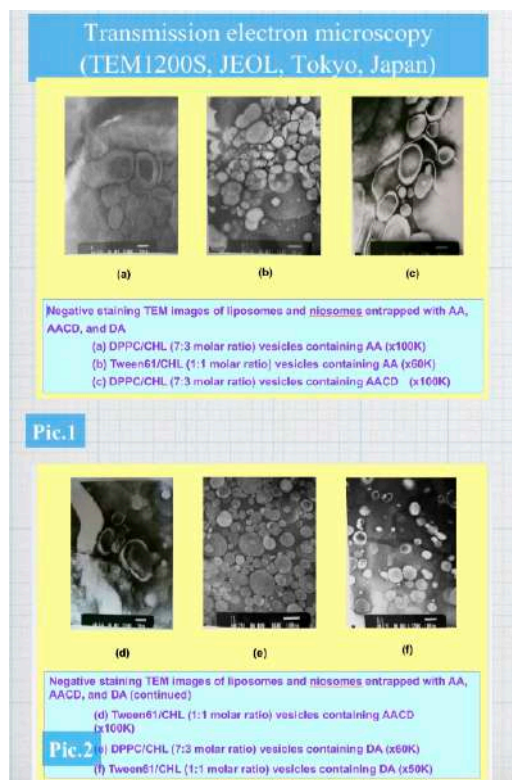 Transmission electron microscopy
(TEM1200S, JEOL, Tokyo, Japan)
(a)
(b)
(c)
Negative staining TEM images of liposomes and niosomes entrapped with AA,
AACD, and DA
(a) DPPC/CHL (7:3 molar ratio) vesicles containing AA (x100K)
(b) Tween61/CHL (1:1 molar ratio) vesicles containing AA (x60K)
(c) DPPC/CHL (7:3 molar ratio) vesicles containing AACD (x100K)
Pic.1
(d)
(e)
(f)
Negative staining TEM images of liposomes and niosomes entrapped with AA,
AACD, and DA (continued)
(d) Tween61/CHL (1:1 molar ratio) vesicles containing AACD
(x100K)
e) DPPC/CHL (7:3 molar ratio) vesicles containing DA (x60K)
Pic.2
(f) Tween61/CHL (1:1 molar ratio) vesicles containing DA (x50K)